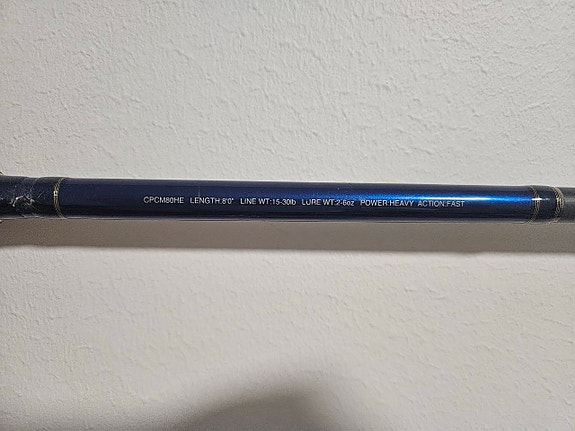 CPCM80HE LENGTH:8'0" LINE WT:15-30lb LURE WT:2-6oz POWER:HEAVY ACTION:FAST